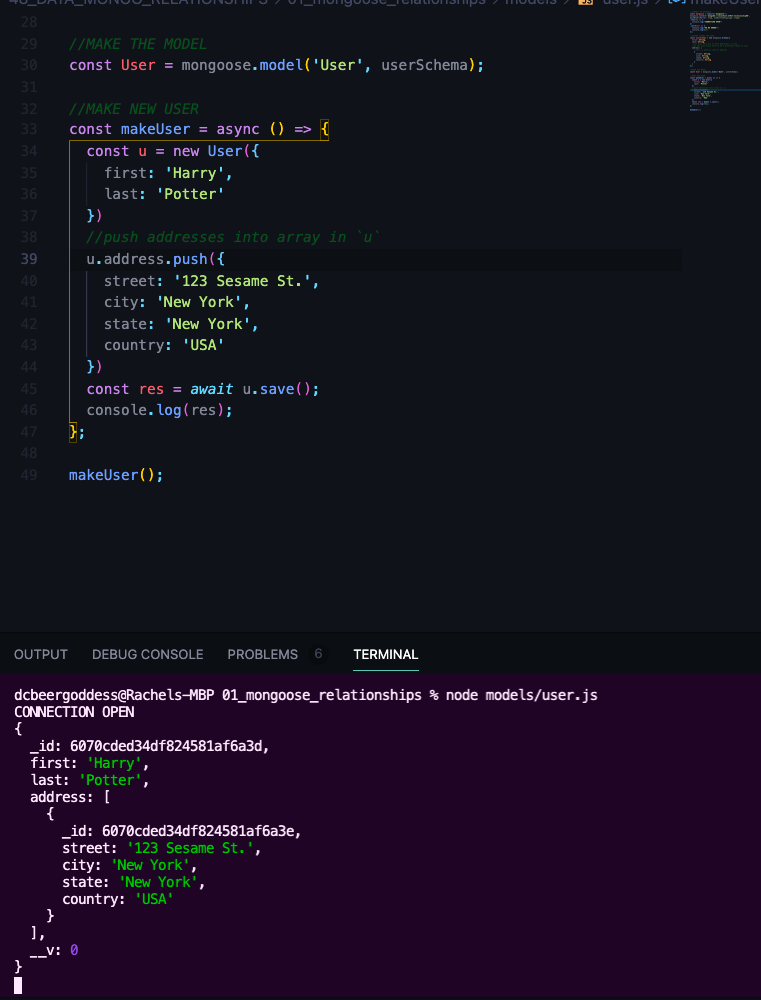 48_DATA_MONGO_RELATIONSHIPS > 01_mongoose_relationships > models > JS user.js > makeUser
28
29 //MAKE THE MODEL
30 const User = mongoose.model('User', userSchema);
31
32 //MAKE NEW USER
33 const makeUser = async () => {
34 const u = new User({
35 first: 'Harry',
36 last: 'Potter'
37 })
38 //push addresses into array in `u`
39 u.address.push({
40 street: '123 Sesame St.',
41 city: 'New York',
42 state: 'New York',
43 country: 'USA'
44 })
45 const res = await u.save();
46 console.log(res);
47 };
48
49 makeUser();
OUTPUT DEBUG CONSOLE PROBLEMS 6 TERMINAL
dcbeergoddess@Rachels-MBP 01_mongoose_relationships % node models/user.js
CONNECTION OPEN
{
_id: 6070cded34df824581af6a3d,
first: 'Harry',
last: 'Potter',
address: [
{
_id: 6070cded34df824581af6a3e,
street: '123 Sesame St.',
city: 'New York',
state: 'New York',
country: 'USA'
}
],
__v: 0
}